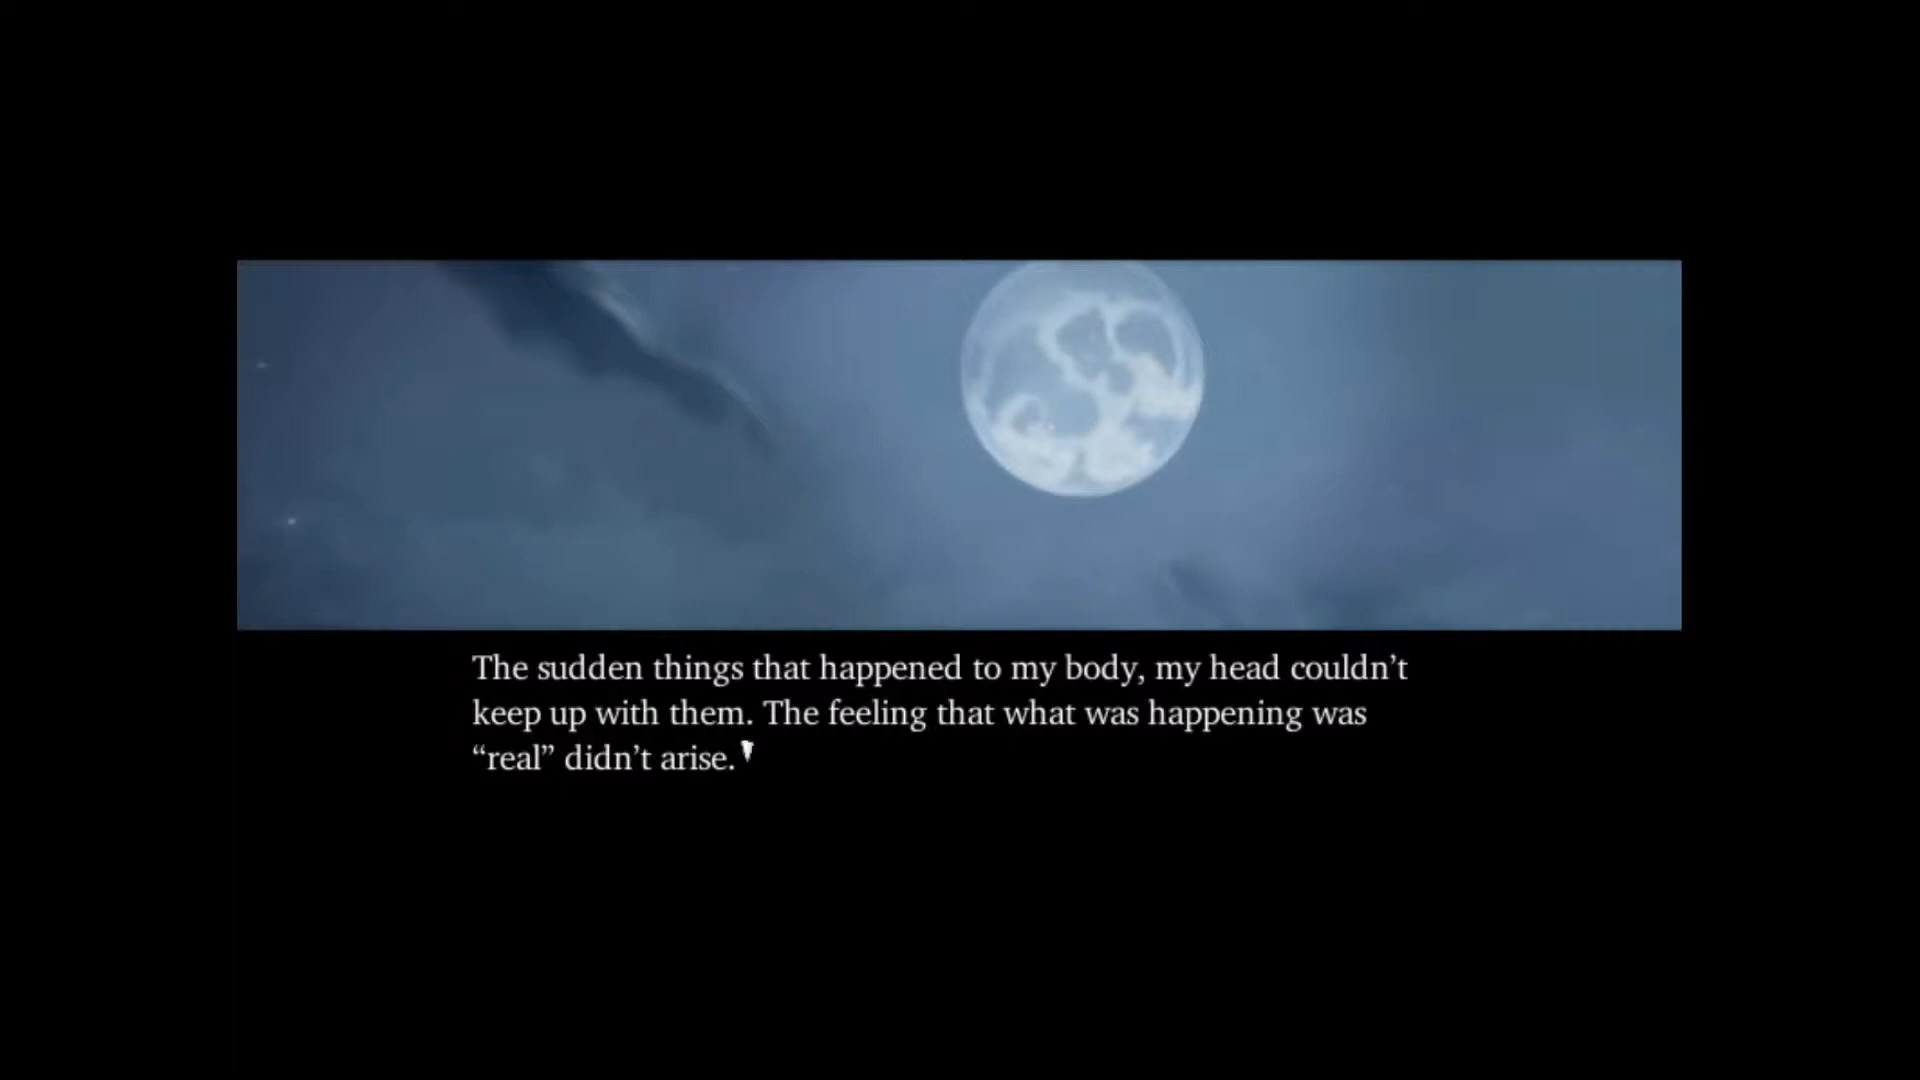 The sudden things that happened to my body, my head couldn’t
keep up with them. The feeling that what was happening was
“real” didn’t arise.